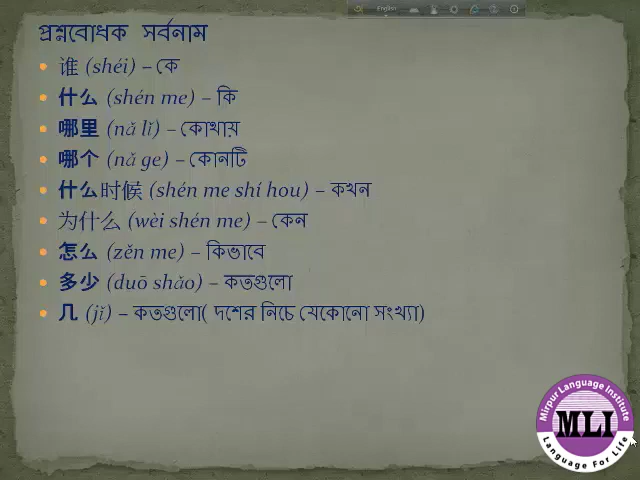 English
প্রশ্নবোধক সর্বনাম
谁 (shéi) – কে
什么 (shén me) – কি
哪里 (nǎ lǐ) – কোথায়
哪个 (nǎ ge) – কোনটি
什么时候 (shén me shí hou) – কখন
为什么 (wèi shén me) – কেন
怎么 (zěn me) – কিভাবে
多少 (duō shǎo) – কতগুলো
几 (jǐ) – কতগুলো( দশের নিচে যেকোনো সংখ্যা)
Mirpur Language Institute
MLI
Language For Life